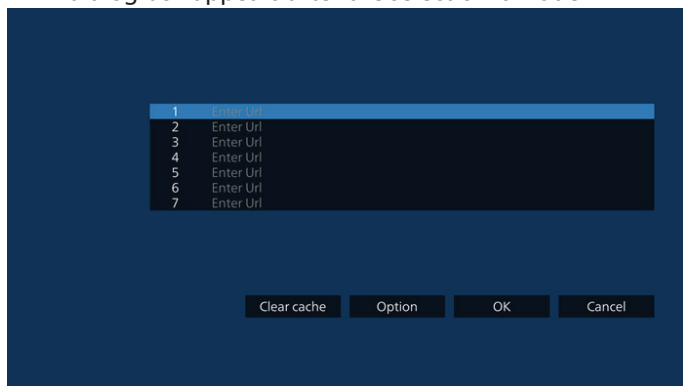 1 Enter Url
2 Enter Url
3 Enter Url
4 Enter Url
5 Enter Url
6 Enter Url
7 Enter Url
Clear cache Option OK Cancel